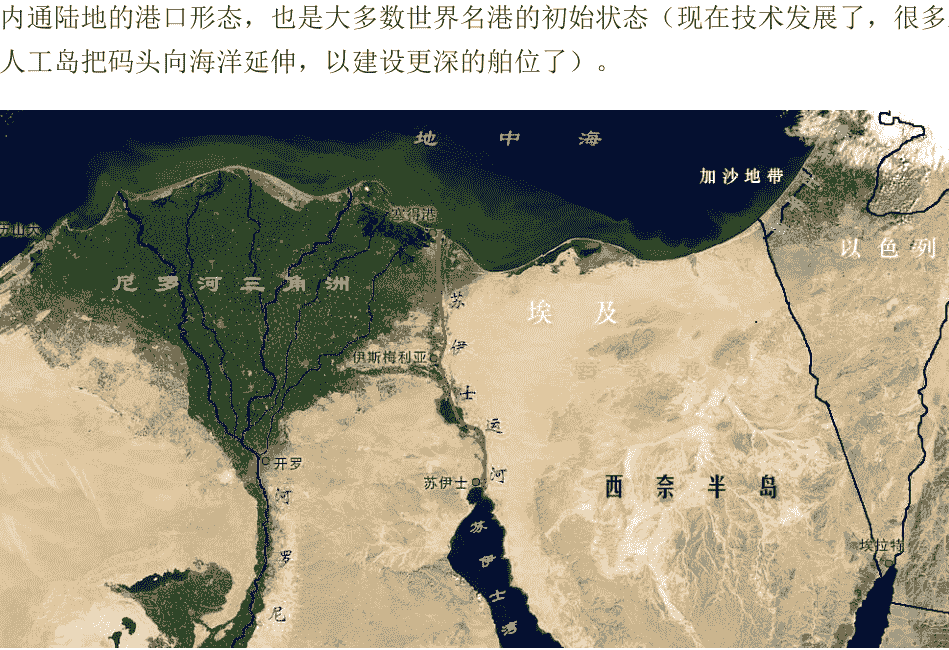 内通陆地的港口形态，也是大多数世界名港的初始状态（现在技术发展了，很多
人工岛把码头向海洋延伸，以建设更深的舶位了）。
地中海
加沙地带
塞得港
以色列
尼罗河三角洲
苏伊士运河
埃及
伊斯梅利亚
开罗
苏伊士
西奈半岛
尼罗河
苏伊士湾
埃拉特